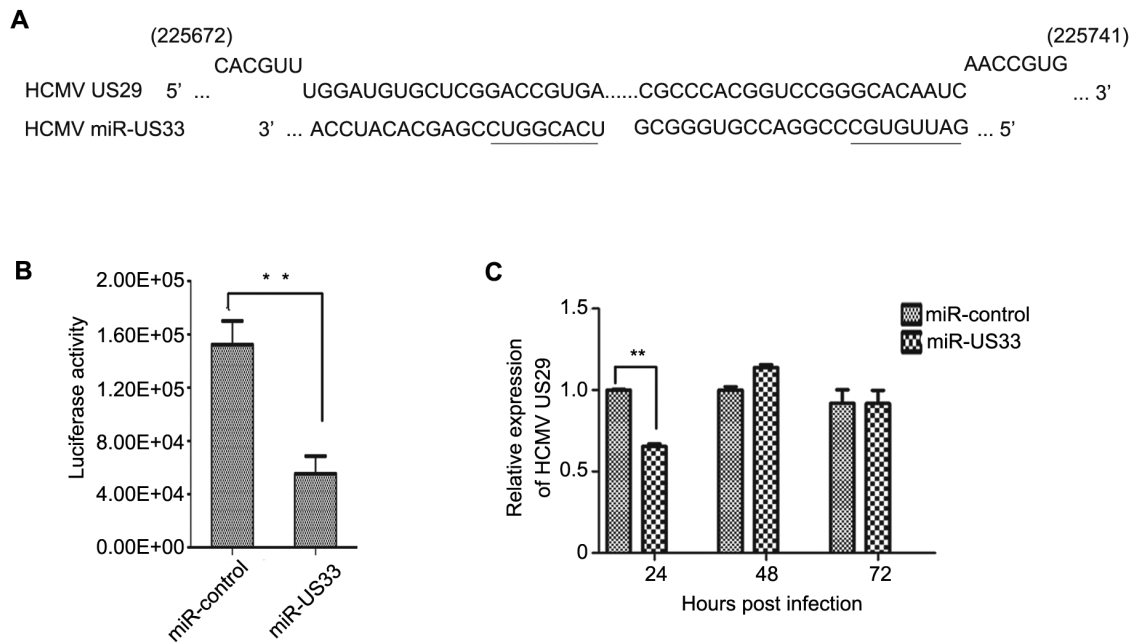 A
(225672) (225741)
CACGUU AACCGUG
HCMV US29 5’ ... UGGAUGUGCUCGGACCGUGA......CGCCCACGGUCCGGGCACAAUC ... 3’
HCMV miR-US33 3’ ... ACCUACACGAGCCUGGCACU GCGGGUGCCAGGCCCGUGUUAG ... 5’
B
* *
2.00E+05
1.60E+05
1.20E+05
8.00E+04
4.00E+04
0.00E+00
Luciferase activity
miR-control
miR-US33
C
miR-control
miR-US33
**
1.5
1.0
0.5
0
Relative expression
of HCMV US29
24 48 72
Hours post infection